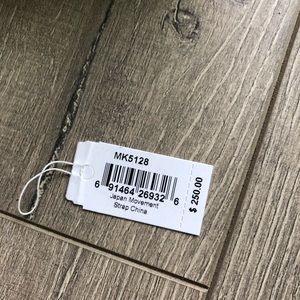 MK5128
6 91464 26932 6
Japan Movement
Strap China
$ 250.00